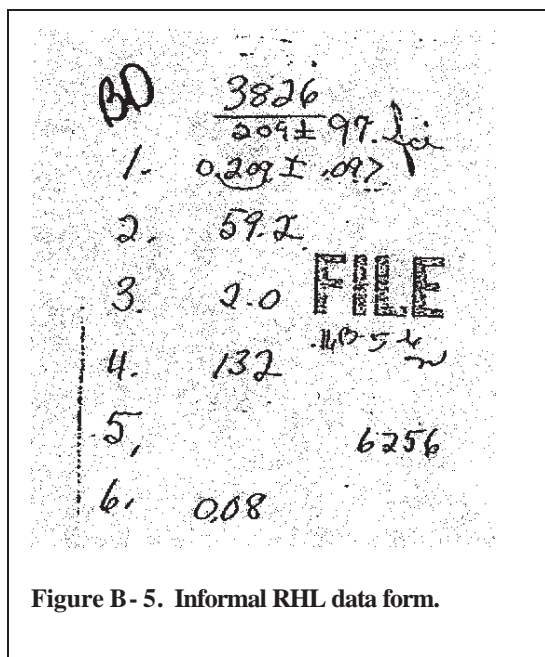 BD 3826
209 ± 97. fci
1. 0.209 ± .097
2. 59.2
3. 2.0 FILE
4. 132
5,
6256
6. 0.08
Figure B-5. Informal RHL data form.